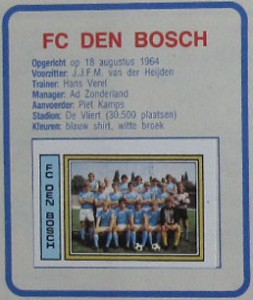 FC DEN BOSCH
Opgericht op 18 augustus 1964
Voorzitter: J.J.F.M. van der Heijden
Trainer: Hans Verel
Manager: Ad Zonderland
Aanvoerder: Piet Kamps
Stadion: De Vliert (30.500 plaatsen)
Kleuren: blauw shirt, witte broek
FC DEN BOSCH